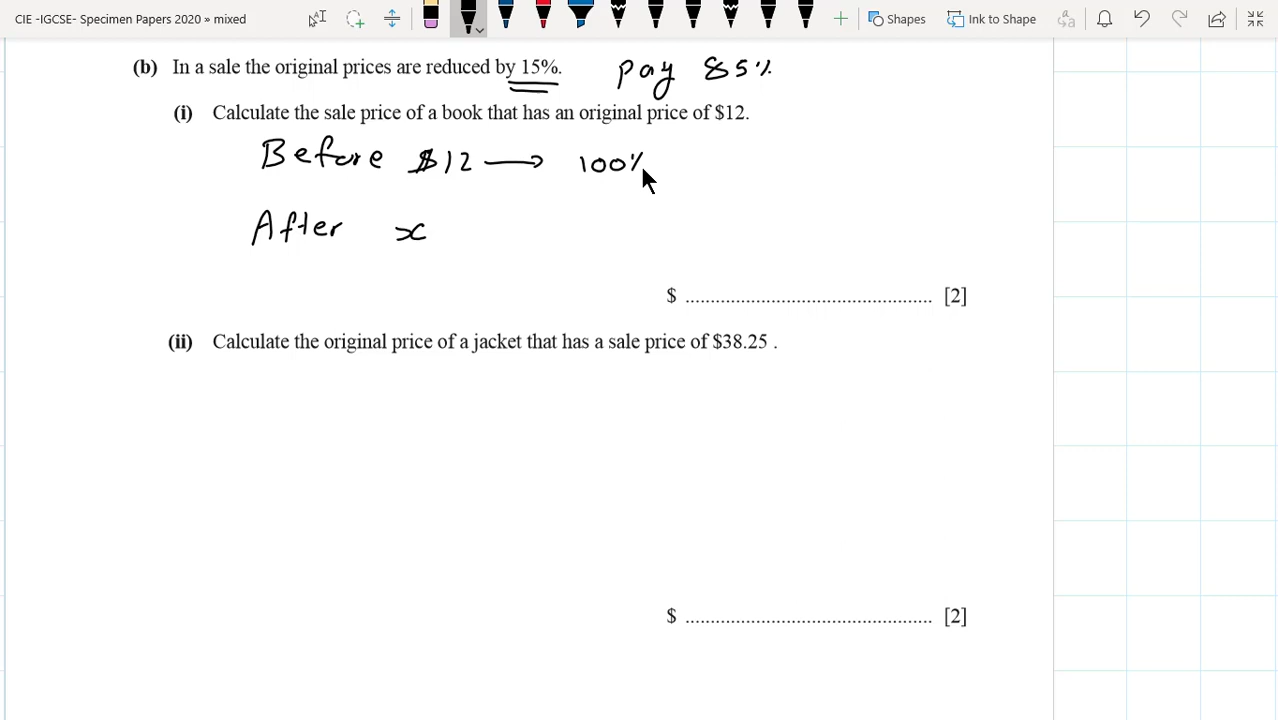 CIE -IGCSE- Specimen Papers 2020 » mixed
Shapes
Ink to Shape
(b) In a sale the original prices are reduced by 15%. pay 85%
(i) Calculate the sale price of a book that has an original price of $12.
Before $12 → 100%
After x
$ ................................................. [2]
(ii) Calculate the original price of a jacket that has a sale price of $38.25 .
$ ................................................. [2]